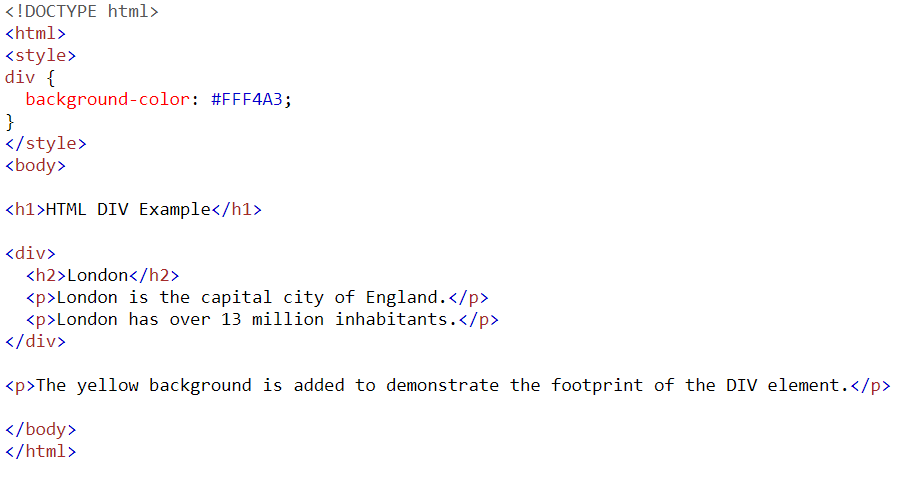 <!DOCTYPE html>
<html>
<style>
div {
  background-color: #FFF4A3;
}
</style>
<body>
<h1>HTML DIV Example</h1>
<div>
  <h2>London</h2>
  <p>London is the capital city of England.</p>
  <p>London has over 13 million inhabitants.</p>
</div>
<p>The yellow background is added to demonstrate the footprint of the DIV element.</p>
</body>
</html>